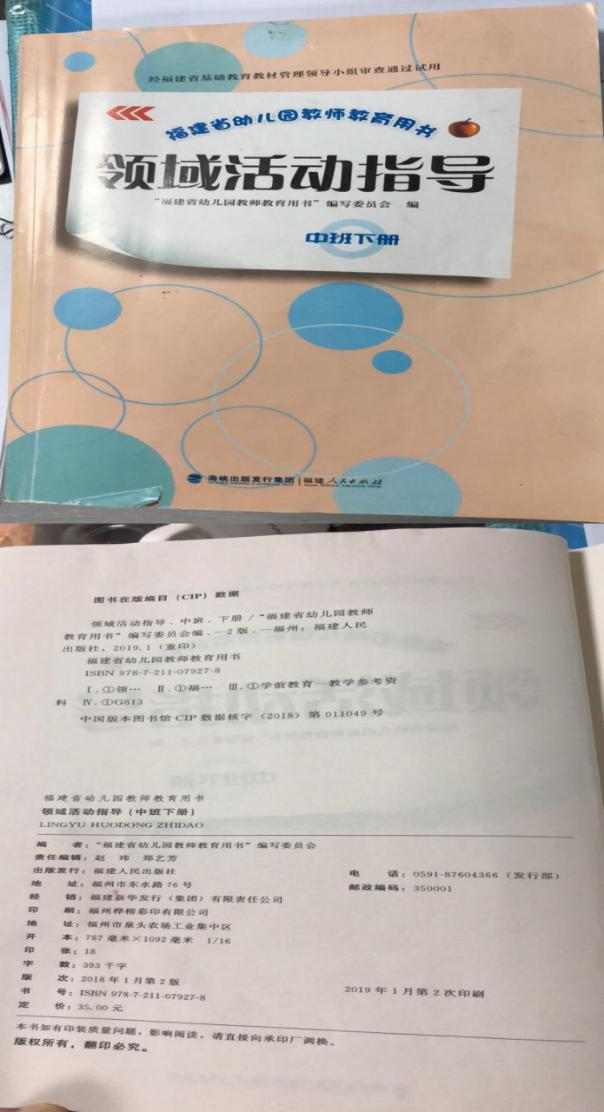 经福建省基础教育教材管理领导小组审查通过试用
福建省幼儿园教师教育用书
领域活动指导
“福建省幼儿园教师教育用书”编写委员会 编
中班下册
海峡出版发行集团 福建人民出版社
图书在版编目(CIP)数据
领域活动指导.中班.下册/“福建省幼儿园教师
教育用书”编写委员会编.—2版.—福州:福建人民
出版社,2019.1(重印)
福建省幼儿园教师教育用书
ISBN 978-7-211-07927-8
Ⅰ.①领… Ⅱ.①福… Ⅲ.①学前教育—教学参考资
料 Ⅳ.①G613
中国版本图书馆CIP数据核字(2018)第011049号
福建省幼儿园教师教育用书
领域活动指导(中班下册)
LINGYU HUODONG ZHIDAO
编 者:“福建省幼儿园教师教育用书”编写委员会
责任编辑:赵 玮 郑艺芳
出版发行:福建人民出版社 电 话:0591-87604366(发行部)
地 址:福州市东水路76号 邮政编码:350001
经 销:福建新华发行(集团)有限责任公司
印 刷:福州桦榕彩印有限公司
地 址:福州市泉头农场工业集中区
开 本:787毫米×1092毫米 1/16
印 张:18
字 数:393千字
版 次:2018年1月第2版 2019年1月第2次印刷
书 号:ISBN 978-7-211-07927-8
定 价:35.00元
本书如有印装质量问题,影响阅读,请直接向承印厂调换。
版权所有,翻印必究。